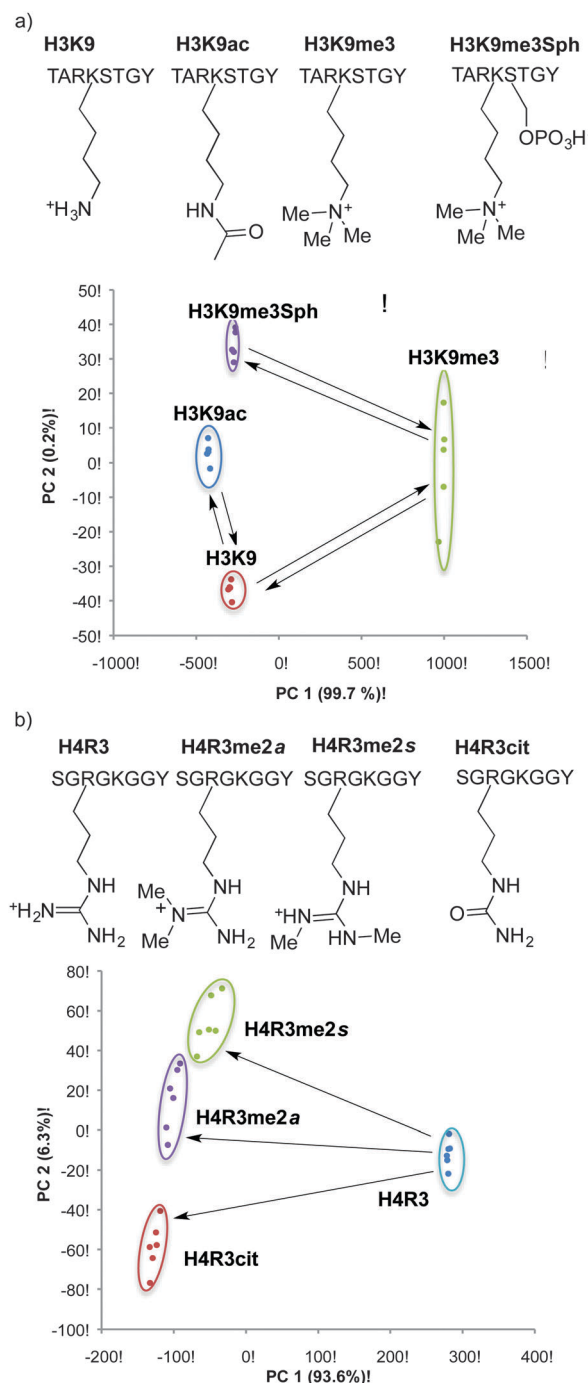 a)
H3K9 H3K9ac H3K9me3 H3K9me3Sph
TARKSTGY TARKSTGY TARKSTGY TARKSTGY
OPO3H
+H3N HN O Me N+ Me Me Me N+ Me Me
50!
40!
30!
20!
10!
0!
-10!
-20!
-30!
-40!
-50!
PC 2 (0.2%)!
H3K9me3Sph !
H3K9me3 !
H3K9ac
H3K9
-1000! -500! 0! 500! 1000! 1500!
PC 1 (99.7 %)!
b)
H4R3 H4R3me2a H4R3me2s H4R3cit
SGRGKGGY SGRGKGGY SGRGKGGY SGRGKGGY
+H2N NH NH2
Me N+ Me NH NH2
+HN Me NH HN Me
O NH NH2
80!
60!
40!
20!
0!
-20!
-40!
-60!
-80!
-100!
PC 2 (6.3%)!
H4R3me2s
H4R3me2a
H4R3
H4R3cit
-200! -100! 0! 100! 200! 300! 400!
PC 1 (93.6%)!